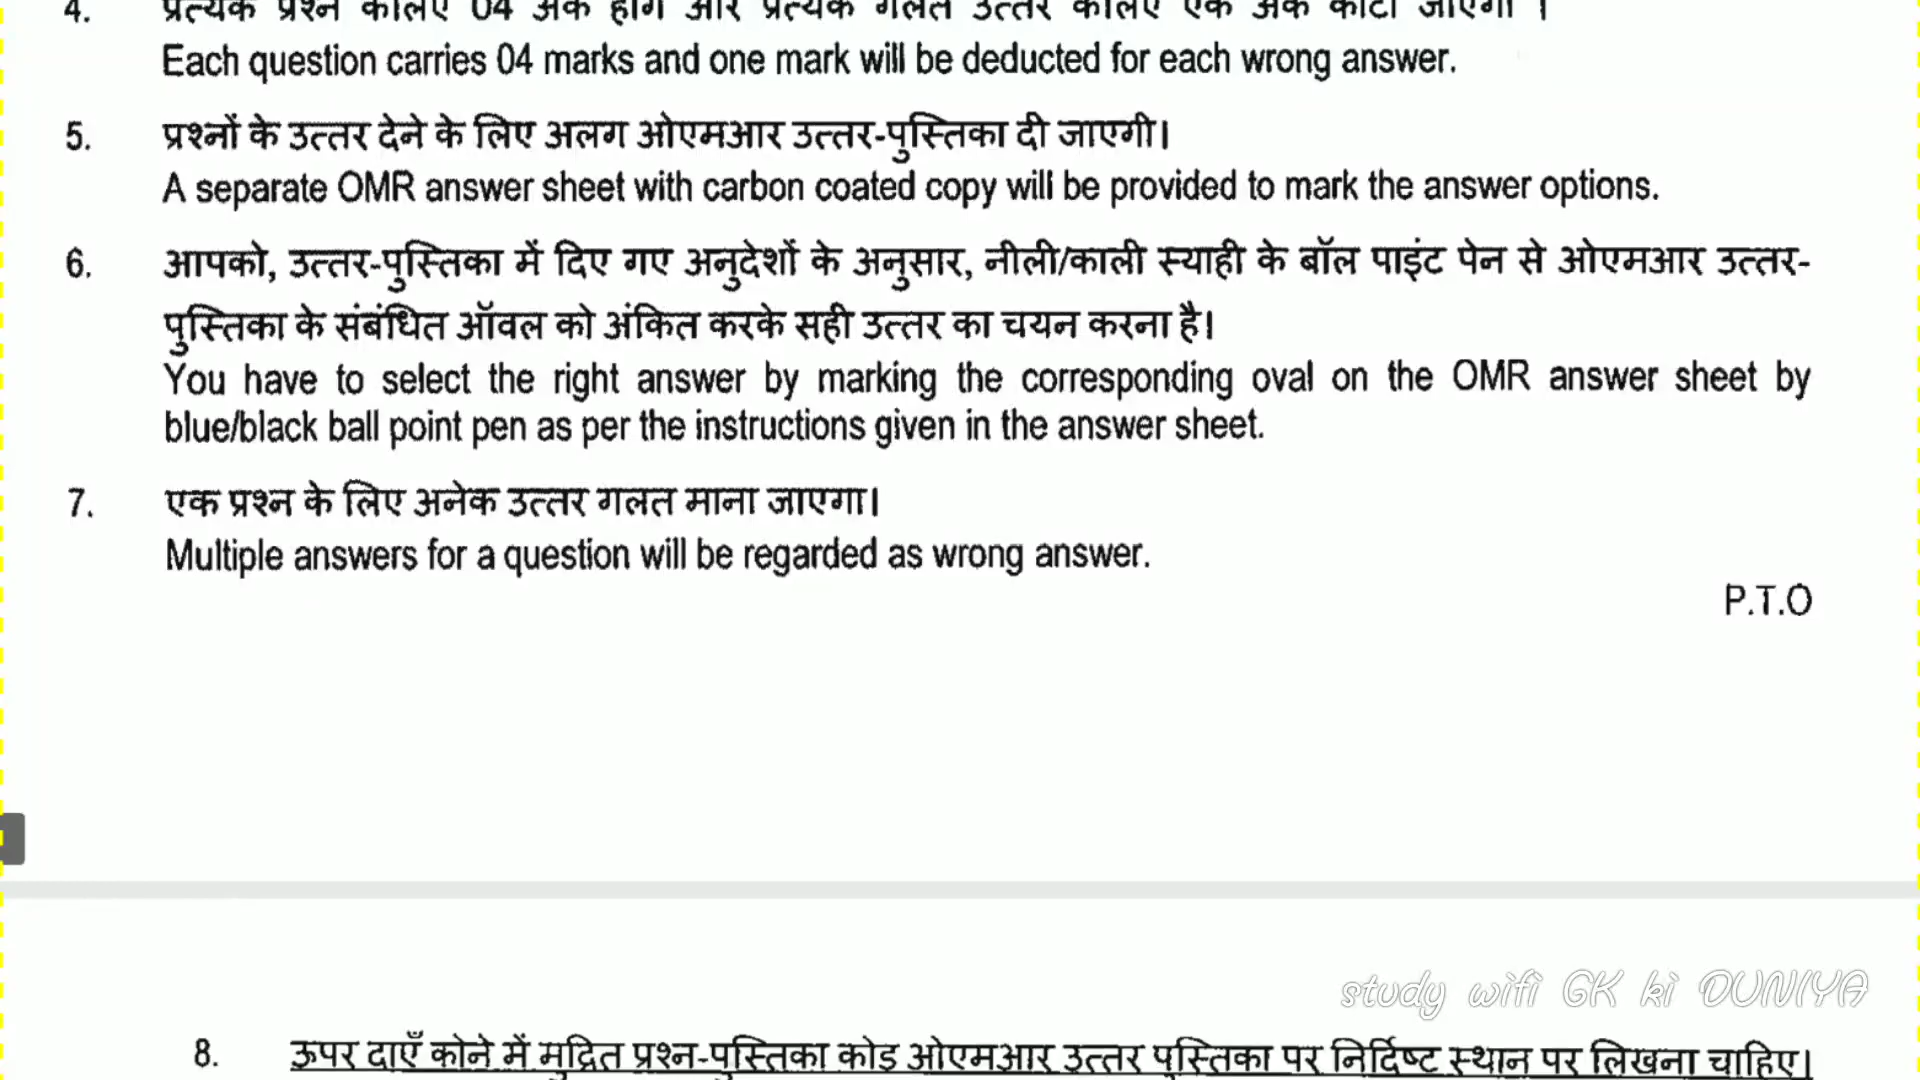 4. प्रत्येक प्रश्न केलिए 04 अंक होंगे और प्रत्येक गलत उत्तर केलिए एक अंक काटा जाएगा ।
Each question carries 04 marks and one mark will be deducted for each wrong answer.
5. प्रश्नों के उत्तर देने के लिए अलग ओएमआर उत्तर-पुस्तिका दी जाएगी।
A separate OMR answer sheet with carbon coated copy will be provided to mark the answer options.
6. आपको, उत्तर-पुस्तिका में दिए गए अनुदेशों के अनुसार, नीली/काली स्याही के बॉल पाइंट पेन से ओएमआर उत्तर-
पुस्तिका के संबंधित ऑवल को अंकित करके सही उत्तर का चयन करना है।
You have to select the right answer by marking the corresponding oval on the OMR answer sheet by
blue/black ball point pen as per the instructions given in the answer sheet.
7. एक प्रश्न के लिए अनेक उत्तर गलत माना जाएगा।
Multiple answers for a question will be regarded as wrong answer.
P.T.O
study wifi GK ki DUNIYA
8. ऊपर दाएँ कोने में मुद्रित प्रश्न-पुस्तिका कोड ओएमआर उत्तर पुस्तिका पर निर्दिष्ट स्थान पर लिखना चाहिए।